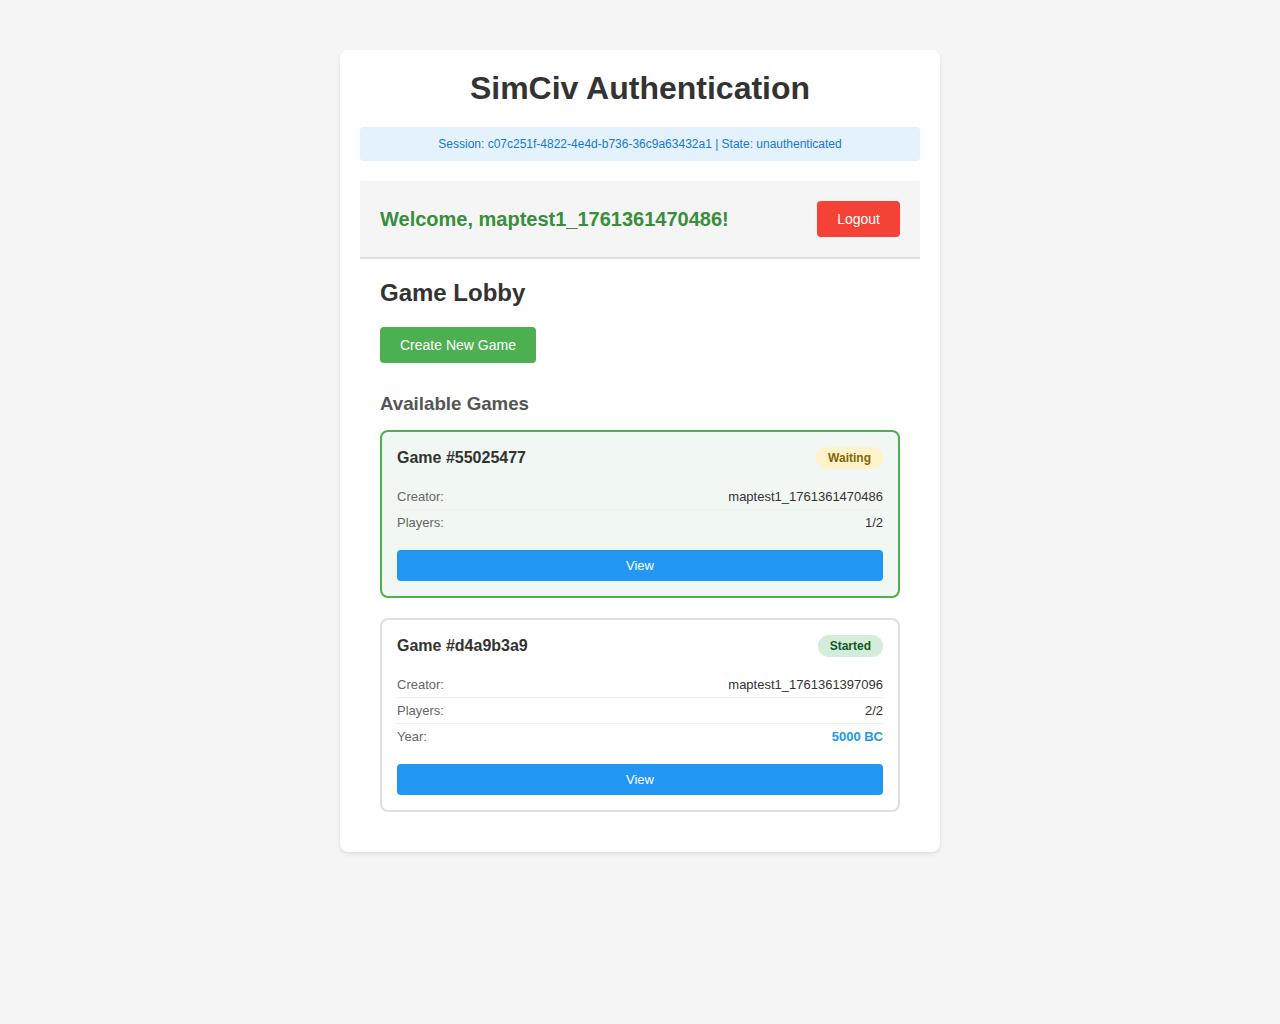 SimCiv Authentication
Session: c07c251f-4822-4e4d-b736-36c9a63432a1 | State: unauthenticated
Welcome, maptest1_1761361470486!
Logout
Game Lobby
Create New Game
Available Games
Game #55025477
Waiting
Creator: maptest1_1761361470486
Players: 1/2
View
Game #d4a9b3a9
Started
Creator: maptest1_1761361397096
Players: 2/2
Year: 5000 BC
View